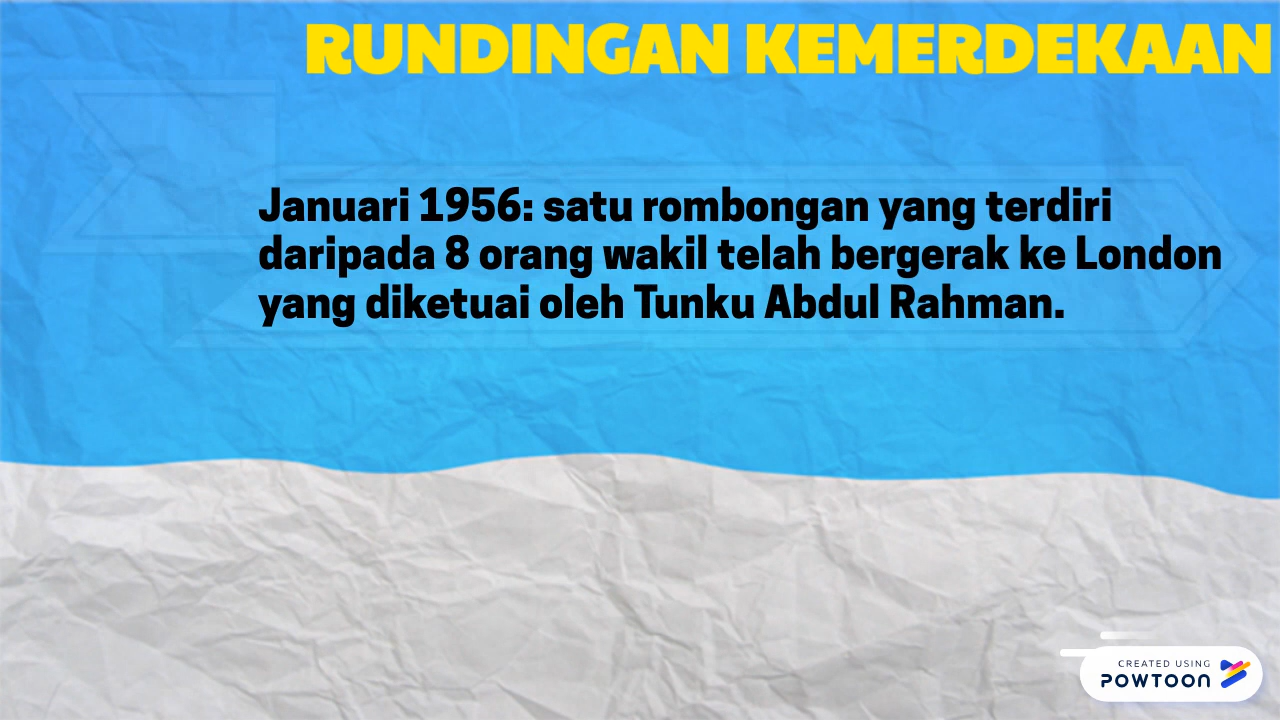 RUNDINGAN KEMERDEKAAN
Januari 1956: satu rombongan yang terdiri
daripada 8 orang wakil telah bergerak ke London
yang diketuai oleh Tunku Abdul Rahman.
CREATED USING
POWTOON